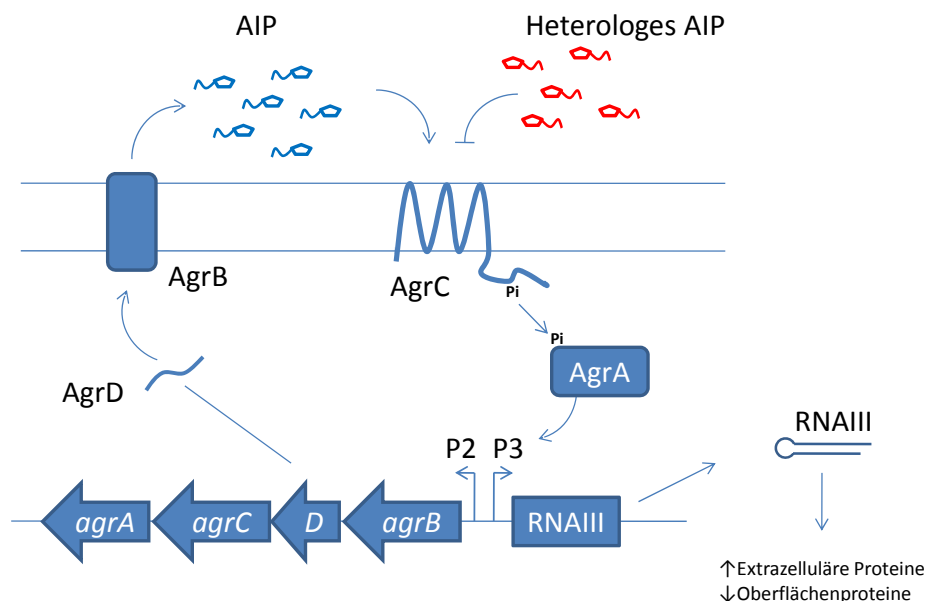 AIP
Heterologes AIP
AgrB
AgrC
Pi
Pi
AgrA
AgrD
P2 P3
RNAIII
agrA agrC D agrB RNAIII
↑Extrazelluläre Proteine
↓Oberflächenproteine